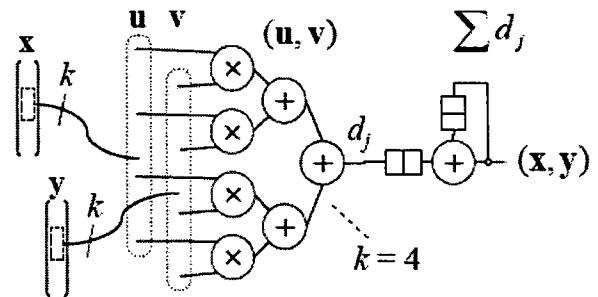 x
k
y
k
u v
(u, v)
×
×
×
×
+
+
+
d_j
k = 4
∑ d_j
+
(x, y)